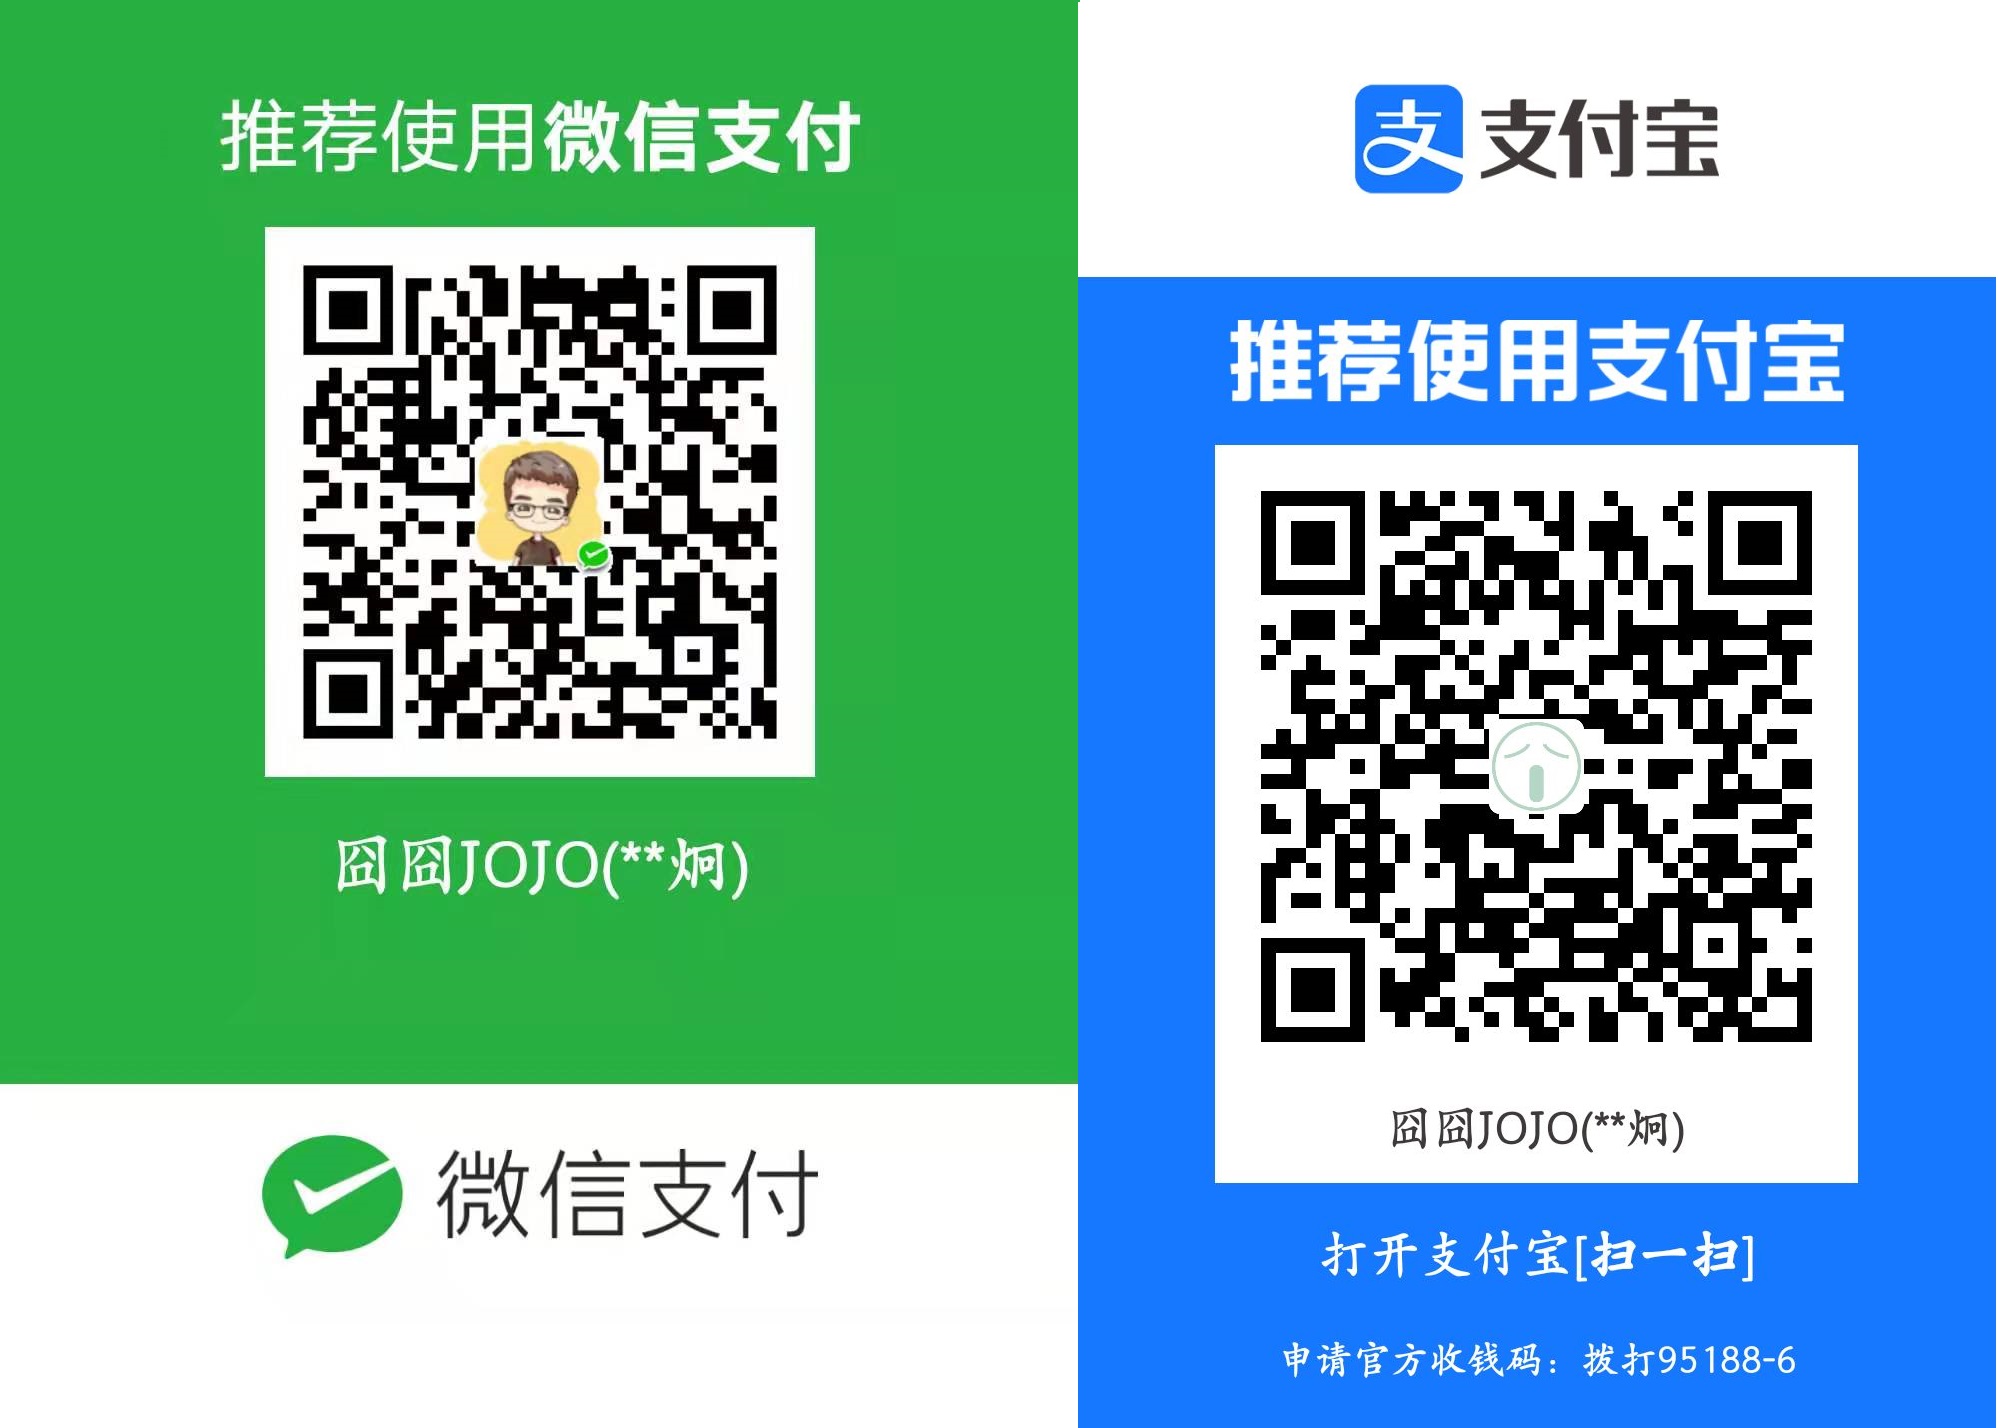 推荐使用微信支付
囧囧JOJO(**炯)
微信支付
支 支付宝
推荐使用支付宝
囧囧JOJO(**炯)
打开支付宝[扫一扫]
申请官方收钱码：拨打95188-6